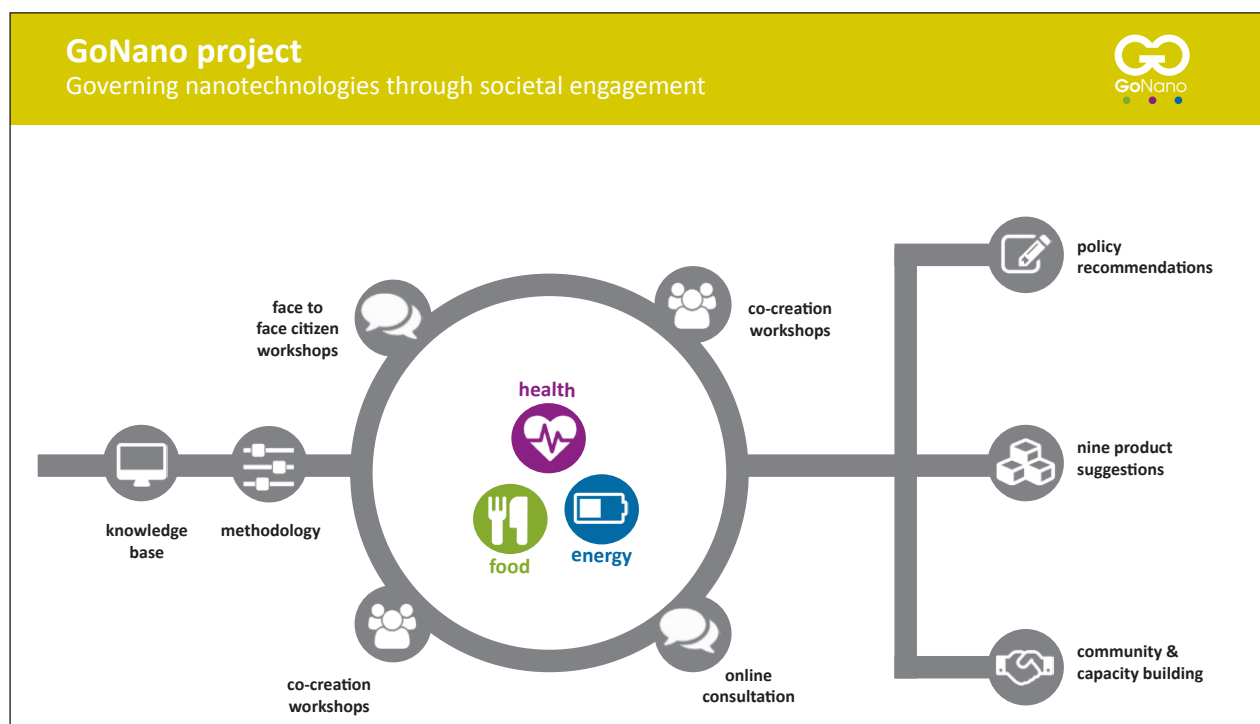 GoNano project
Governing nanotechnologies through societal engagement
GoNano
face to
face citizen
workshops
co-creation
workshops
policy
recommendations
health
knowledge
base
methodology
food
energy
nine product
suggestions
co-creation
workshops
online
consultation
community &
capacity building